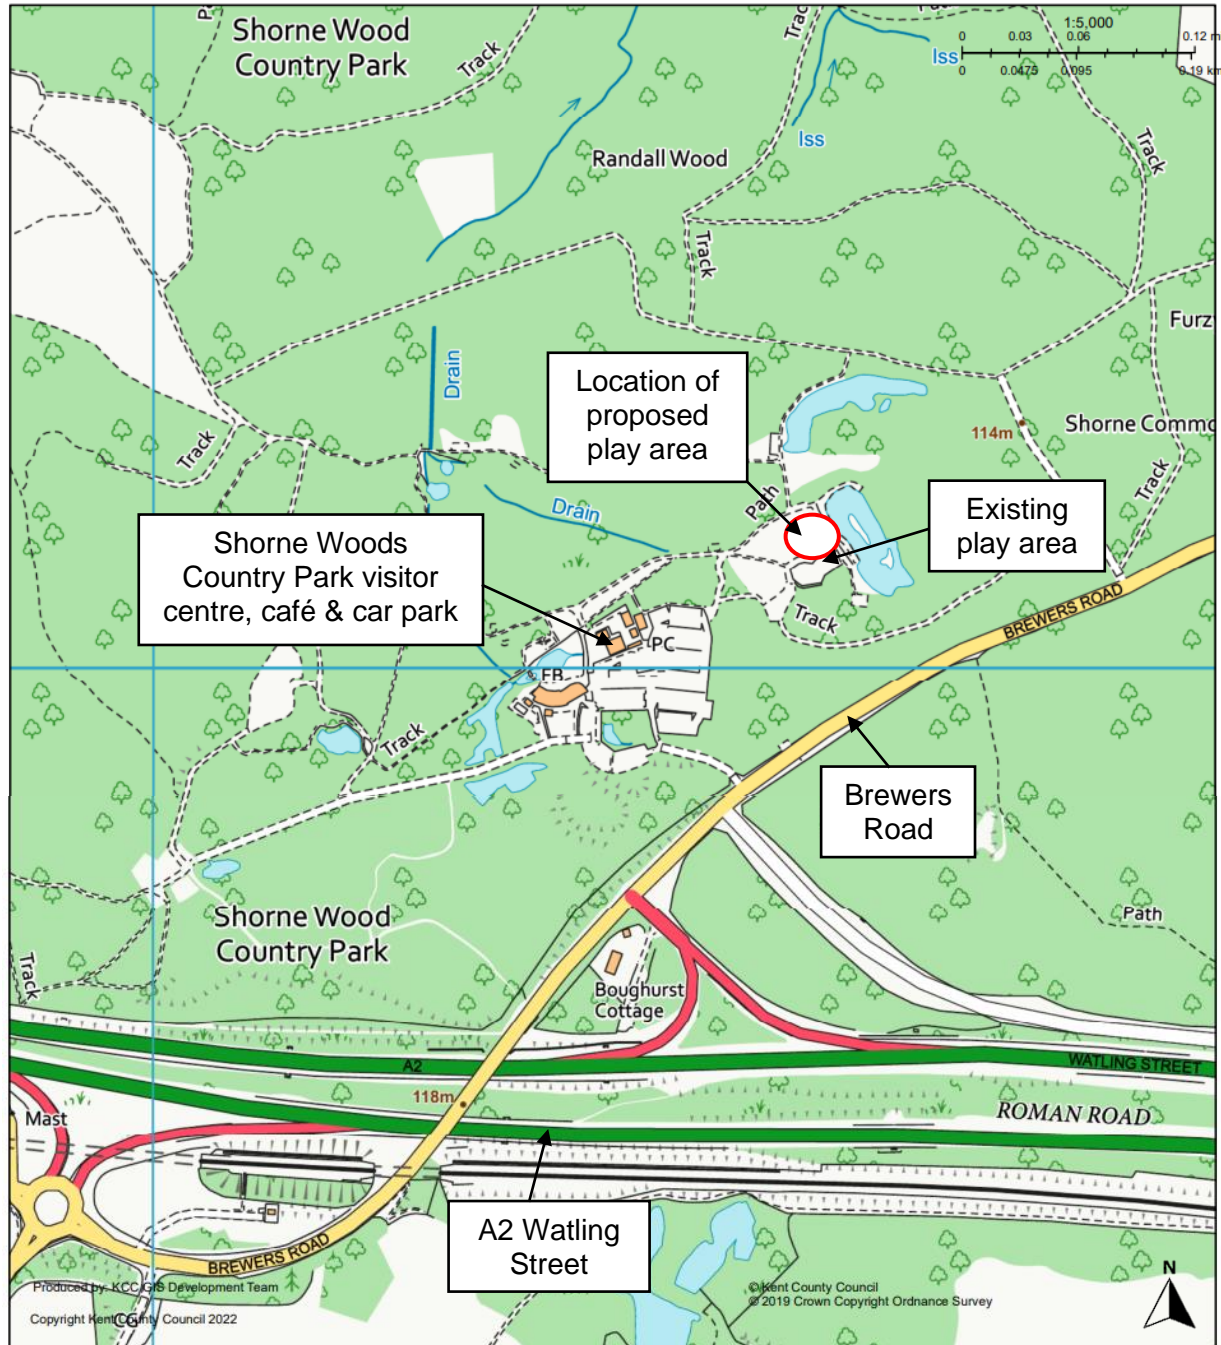 Pa
Shorne Wood
Country Park
Track
Track
Path
1:5,000
0 0.03 0.06 0.12 m
0 0.0475 0.095 0.19 km
Iss
Iss
Track
Randall Wood
Track
Furz
Drain
Location of
proposed
play area
114m
Shorne Commo
Track
Track
Path
Drain
Existing
play area
Shorne Woods
Country Park visitor
centre, café & car park
Track
BREWERS ROAD
PC
FB
Track
Brewers
Road
Shorne Wood
Country Park
Path
Track
Boughurst
Cottage
A2
WATLING STREET
118m
ROMAN ROAD
Mast
A2 Watling
Street
BREWERS ROAD
N
Produced by: KCC GIS Development Team
© Kent County Council
© 2019 Crown Copyright Ordnance Survey
Copyright Kent County Council 2022
CG